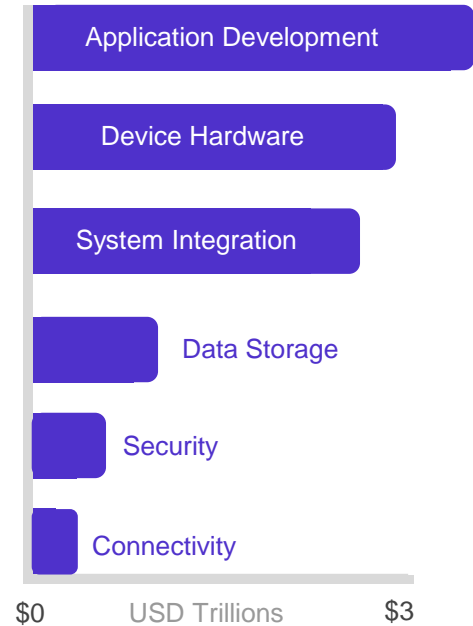 Application Development
Device Hardware
System Integration
Data Storage
Security
Connectivity
$0 USD Trillions $3